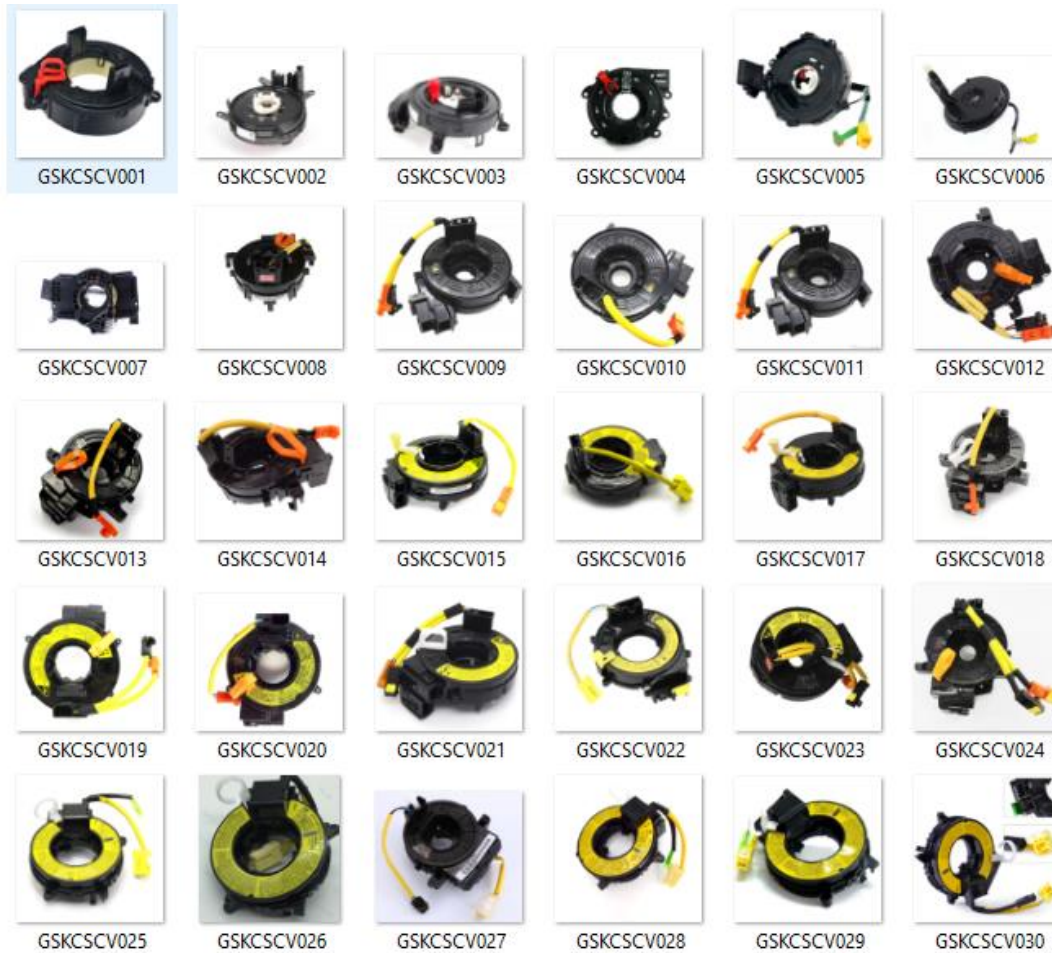 GSKCSCV001 GSKCSCV002 GSKCSCV003 GSKCSCV004 GSKCSCV005 GSKCSCV006
GSKCSCV007 GSKCSCV008 GSKCSCV009 GSKCSCV010 GSKCSCV011 GSKCSCV012
GSKCSCV013 GSKCSCV014 GSKCSCV015 GSKCSCV016 GSKCSCV017 GSKCSCV018
GSKCSCV019 GSKCSCV020 GSKCSCV021 GSKCSCV022 GSKCSCV023 GSKCSCV024
GSKCSCV025 GSKCSCV026 GSKCSCV027 GSKCSCV028 GSKCSCV029 GSKCSCV030